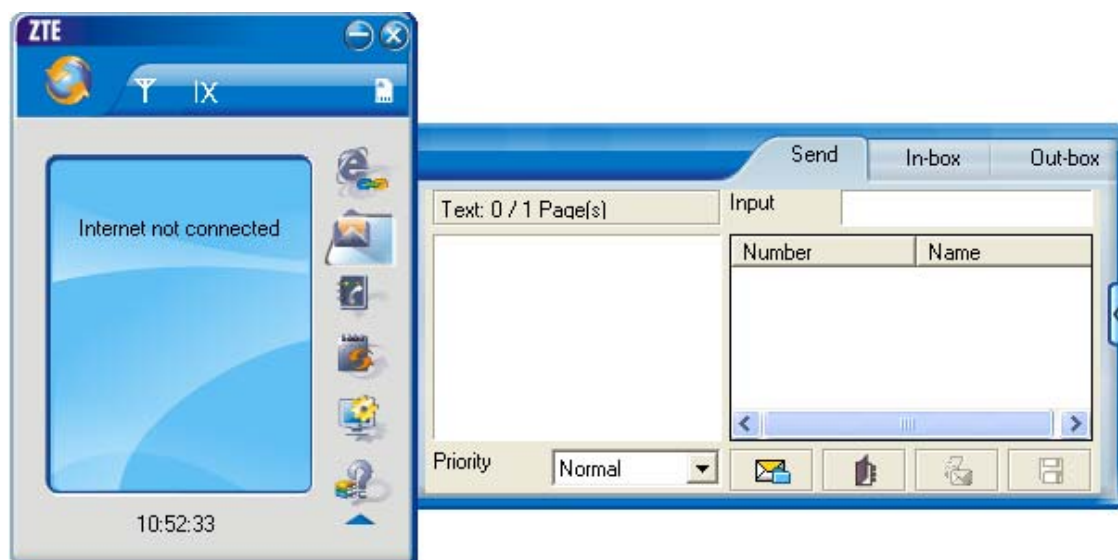 ZTE
Internet not connected
10:52:33
Send
In-box
Out-box
Text: 0 / 1 Page(s)
Input
Number
Name
Priority
Normal